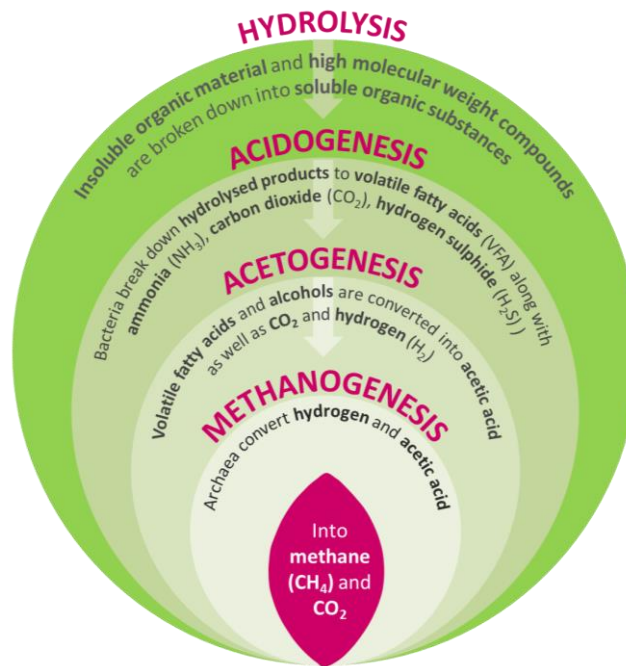 HYDROLYSIS
Insoluble organic material and high molecular weight compounds
are broken down into soluble organic substances
ACIDOGENESIS
Bacteria break down hydrolysed products to volatile fatty acids (VFA) along with
ammonia (NH₃), carbon dioxide (CO₂), hydrogen sulphide (H₂S) )
ACETOGENESIS
Volatile fatty acids and alcohols are converted into acetic acid
as well as CO₂ and hydrogen (H₂)
METHANOGENESIS
Archaea convert hydrogen and acetic acid
Into
methane
(CH₄) and
CO₂